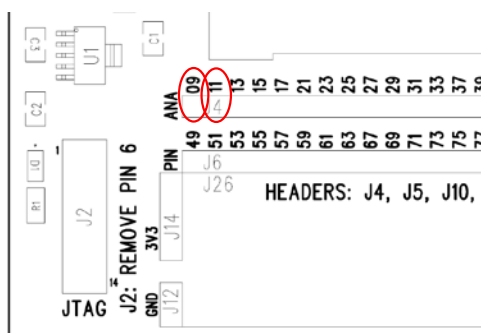 C3
U1
C1
C2
ANA 09 11 13 15 17 21 23 25 27 29 31 33 37 39
4
PIN 49 51 53 55 57 59 61 63 67 69 71 73 75 77
J6
J26
HEADERS: J4, J5, J10,
1
D1
R1
J2
14
JTAG
J2: REMOVE PIN 6
3V3 J14
GND J12